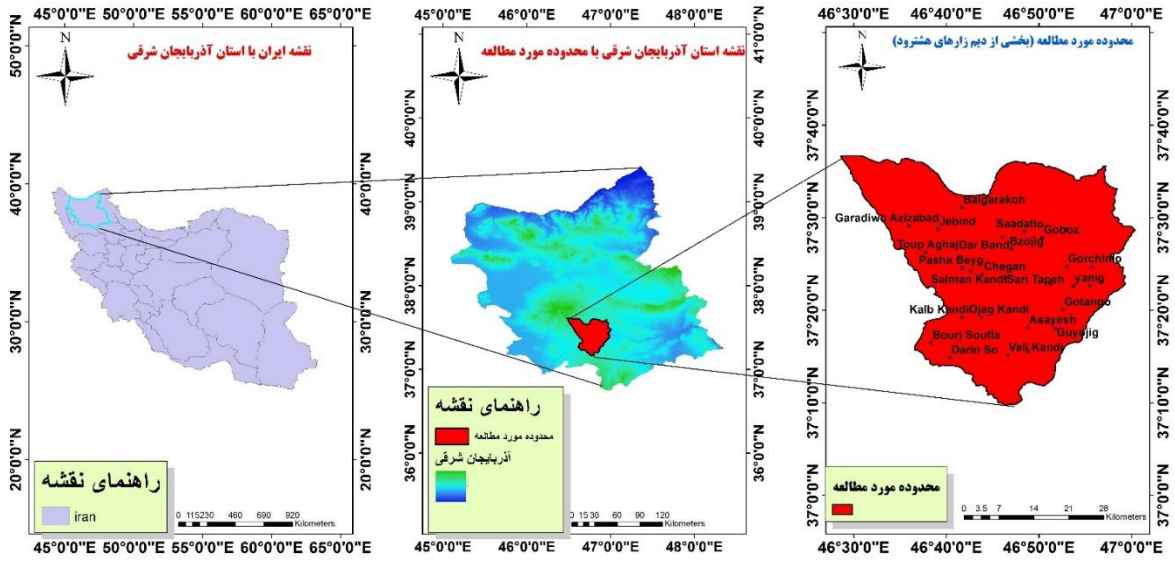 45°0'0"E 50°0'0"E 55°0'0"E 60°0'0"E 65°0'0"E
50°0'0"N
40°0'0"N
30°0'0"N
20°0'0"N
نقشه ایران با استان آذربایجان شرقی
N
راهنمای نقشه
iran
0 115230 460 690 920
Kilometers
45°0'0"E 50°0'0"E 55°0'0"E 60°0'0"E 65°0'0"E
45°0'0"E 46°0'0"E 47°0'0"E 48°0'0"E
41°0'0"N
40°0'0"N
39°0'0"N
38°0'0"N
37°0'0"N
36°0'0"N
نقشه استان آذربایجان شرقی با محدوده مورد مطالعه
N
راهنمای نقشه
محدوده مورد مطالعه
آذربایجان شرقی
0 15 30 60 90 120
Kilometers
45°0'0"E 46°0'0"E 47°0'0"E 48°0'0"E
46°30'0"E 46°40'0"E 46°50'0"E 47°0'0"E
محدوده مورد مطالعه (بخشی از دیم زارهای هشترود)
N
37°40'0"N
37°30'0"N
37°20'0"N
37°10'0"N
37°0'0"N
Balgarakoh
Garadiwo Azizabad
Jebind
Saadatlo
Goboz
Toup Aghaj
Dar Band
Bzojig
Pasha Beyg
Chegan
Gorchinlo
Salman Kandi
Sari Tapeh
yanig
Kalb Kandi
Ojag Kandi
Gotango
Asayesh
Guyojig
Bourj Soufla
Darin So
Vali Kandi
محدوده مورد مطالعه
0 3.5 7 14 21 28
Kilometers
46°30'0"E 46°40'0"E 46°50'0"E 47°0'0"E